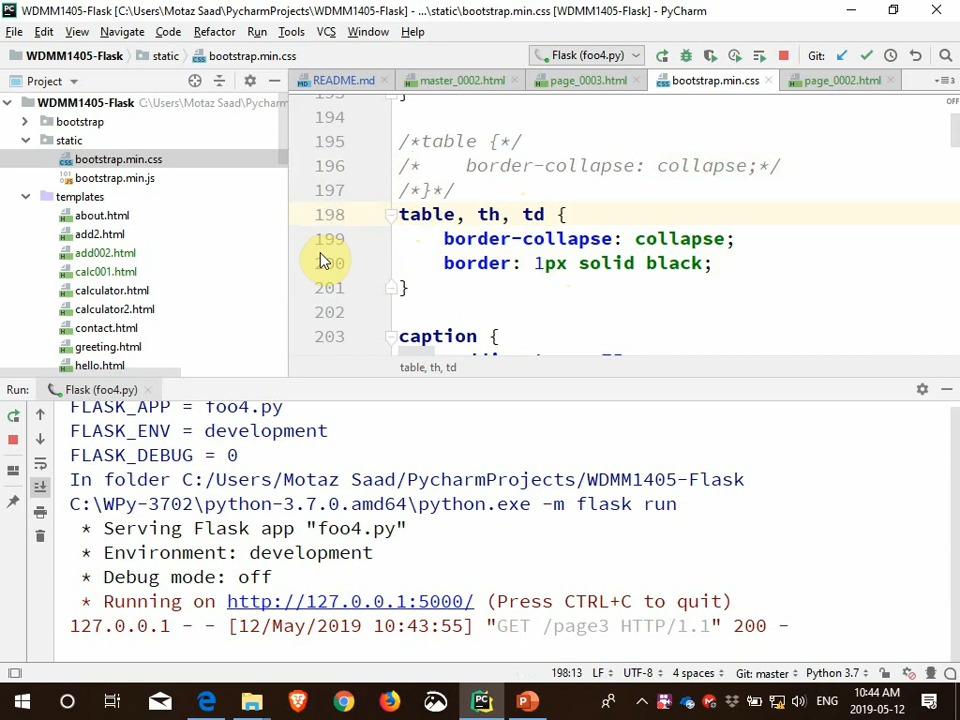 WDMM1405-Flask [C:\Users\Motaz Saad\PycharmProjects\WDMM1405-Flask] - ...\static\bootstrap.min.css [WDMM1405-Flask] - PyCharm
File Edit View Navigate Code Refactor Run Tools VCS Window Help
WDMM1405-Flask static bootstrap.min.css Flask (foo4.py) Git:
Project README.md master_0002.html page_0003.html bootstrap.min.css page_0002.html 3
WDMM1405-Flask C:\Users\Motaz Saad\Pycharm
bootstrap
static
bootstrap.min.css
bootstrap.min.js
templates
about.html
add2.html
add002.html
calc001.html
calculator.html
calculator2.html
contact.html
greeting.html
hello.html
OFF
193 }
194
195 /*table {*/
196 /* border-collapse: collapse;*/
197 /*}*/
198 table, th, td {
199 border-collapse: collapse;
200 border: 1px solid black;
201 }
202
203 caption {
table, th, td
Run: Flask (foo4.py)
FLASK_APP = foo4.py
FLASK_ENV = development
FLASK_DEBUG = 0
In folder C:/Users/Motaz Saad/PycharmProjects/WDMM1405-Flask
C:\WPy-3702\python-3.7.0.amd64\python.exe -m flask run
* Serving Flask app "foo4.py"
* Environment: development
* Debug mode: off
* Running on http://127.0.0.1:5000/ (Press CTRL+C to quit)
127.0.0.1 - - [12/May/2019 10:43:55] "GET /page3 HTTP/1.1" 200 -
198:13 LF UTF-8 4 spaces Git: master Python 3.7
ENG 10:44 AM
2019-05-12